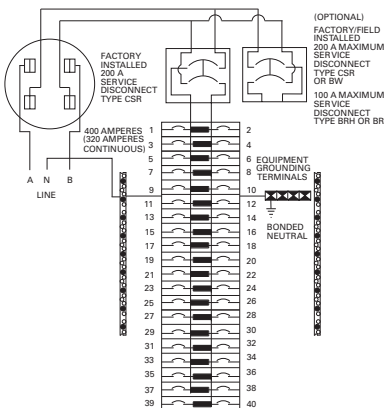 (OPTIONAL)
FACTORY/FIELD
INSTALLED
200 A MAXIMUM
SERVICE
DISCONNECT
TYPE CSR
OR BW
100 A MAXIMUM
SERVICE
DISCONNECT
TYPE BRH OR BR
FACTORY
INSTALLED
200 A
SERVICE
DISCONNECT
TYPE CSR
400 AMPERES
(320 AMPERES
CONTINUOUS)
A N B
LINE
EQUIPMENT
GROUNDING
TERMINALS
BONDED
NEUTRAL
1 2
3 4
5 6
7 8
9 10
11 12
13 14
15 16
17 18
19 20
21 22
23 24
25 26
27 28
29 30
31 32
33 34
35 36
37 38
39 40